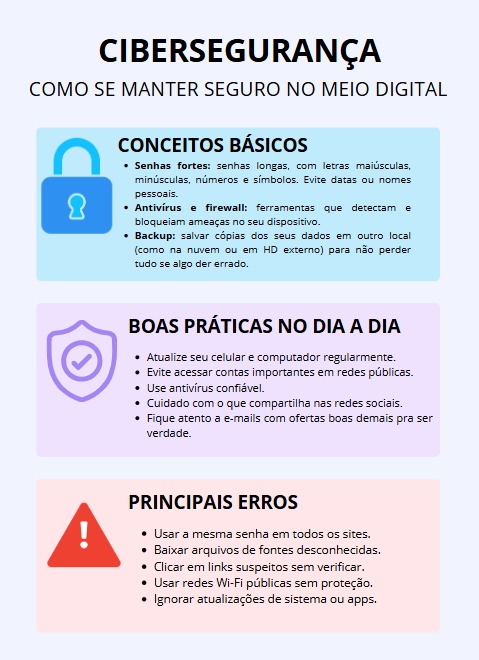 CIBERSEGURANÇA
COMO SE MANTER SEGURO NO MEIO DIGITAL
CONCEITOS BÁSICOS
• Senhas fortes: senhas longas, com letras maiúsculas,
minúsculas, números e símbolos. Evite datas ou nomes
pessoais.
• Antivírus e firewall: ferramentas que detectam e
bloqueiam ameaças no seu dispositivo.
• Backup: salvar cópias dos seus dados em outro local
(como na nuvem ou em HD externo) para não perder
tudo se algo der errado.
BOAS PRÁTICAS NO DIA A DIA
• Atualize seu celular e computador regularmente.
• Evite acessar contas importantes em redes públicas.
• Use antivírus confiável.
• Cuidado com o que compartilha nas redes sociais.
• Fique atento a e-mails com ofertas boas demais pra ser
verdade.
PRINCIPAIS ERROS
• Usar a mesma senha em todos os sites.
• Baixar arquivos de fontes desconhecidas.
• Clicar em links suspeitos sem verificar.
• Usar redes Wi-Fi públicas sem proteção.
• Ignorar atualizações de sistema ou apps.